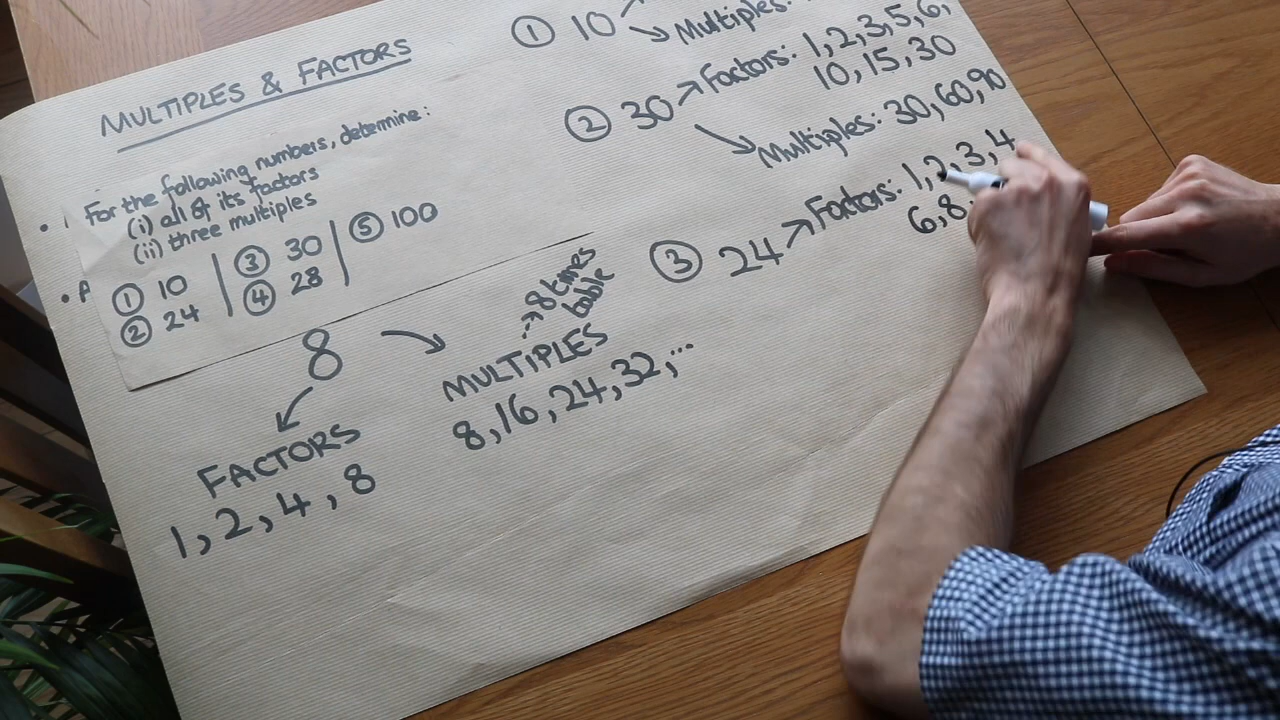 MULTIPLES & FACTORS
For the following numbers, determine:
(i) all of its factors
(ii) three multiples
① 10
② 24
③ 30
④ 28
⑤ 100
8
FACTORS
1, 2, 4, 8
→ 8 times
table
MULTIPLES
8, 16, 24, 32, ...
① 10
Multiples:
② 30 Factors: 1, 2, 3, 5, 6,
10, 15, 30
Multiples: 30, 60, 90
③ 24 Factors: 1, 2, 3, 4
6, 8,